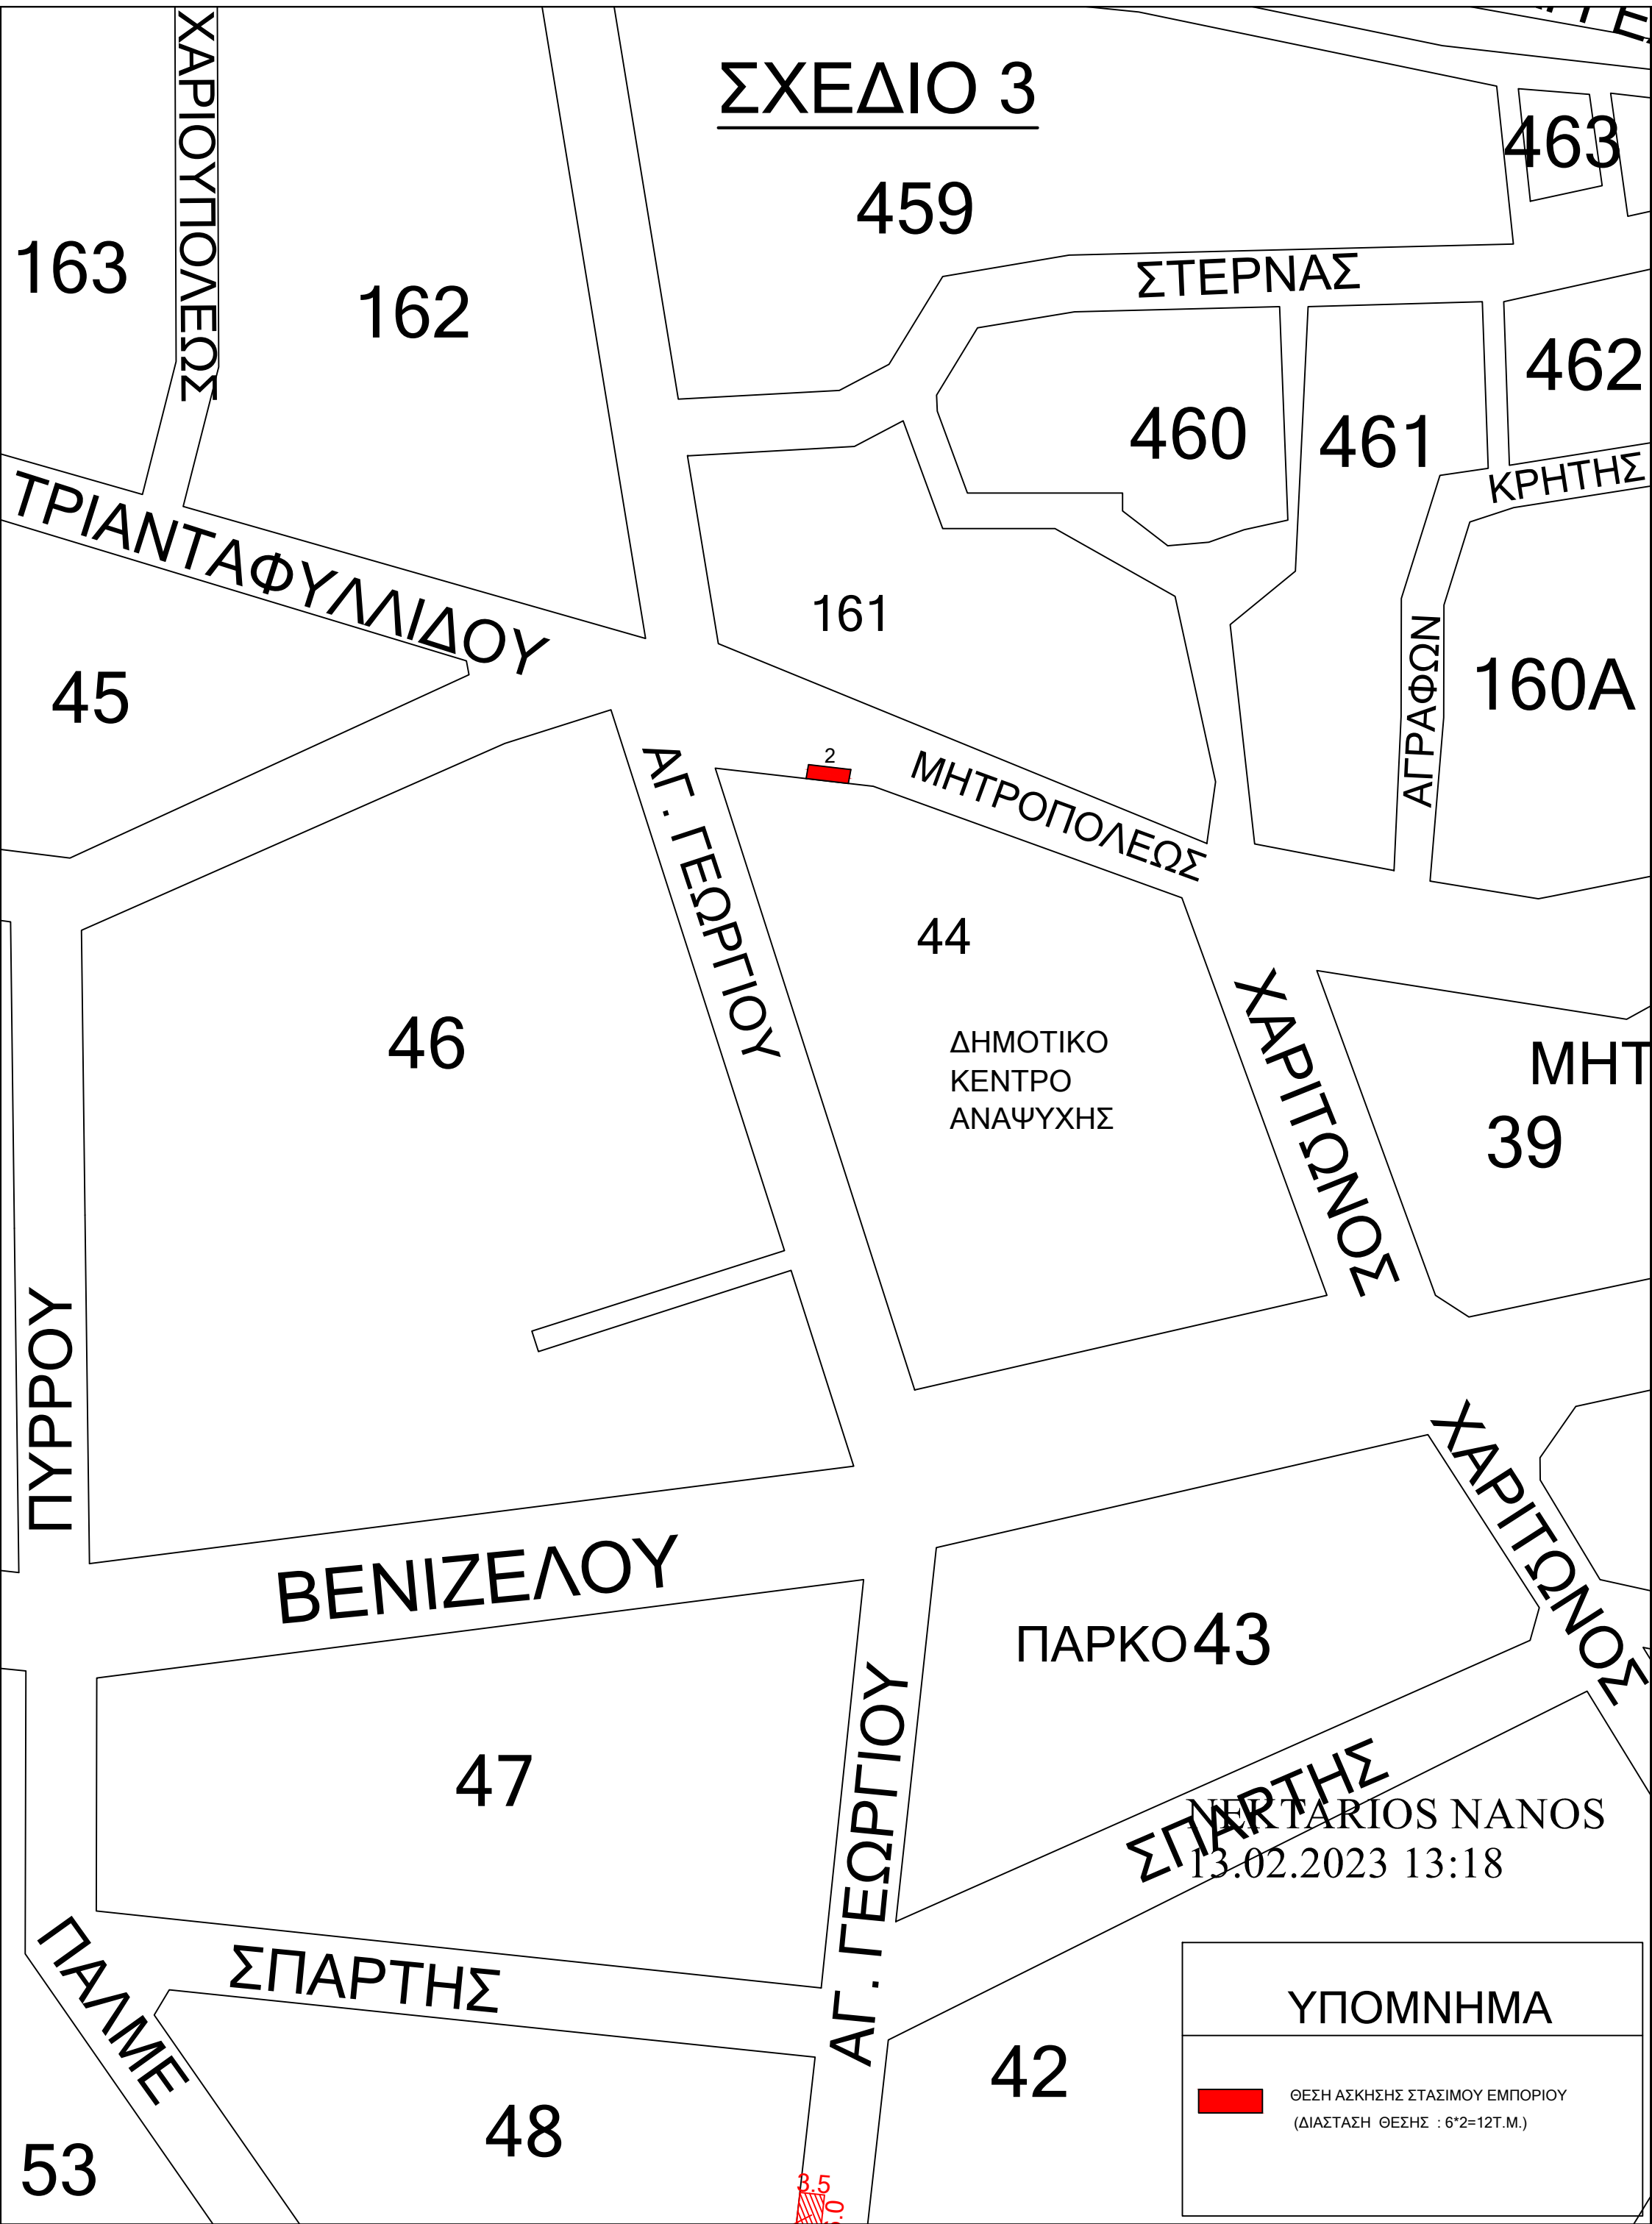 ΣΧΕΔΙΟ 3
ΧΑΡΙΟΥΠΟΛΕΩΣ
463
459
163
162
ΣΤΕΡΝΑΣ
462
460
461
ΚΡΗΤΗΣ
ΤΡΙΑΝΤΑΦΥΛΛΙΔΟΥ
161
45
ΑΓΡΑΦΩΝ
160Α
2
ΑΓ. ΓΕΩΡΓΙΟΥ
ΜΗΤΡΟΠΟΛΕΩΣ
44
46
ΔΗΜΟΤΙΚΟ
ΚΕΝΤΡΟ
ΑΝΑΨΥΧΗΣ
ΧΑΡΙΤΩΝΟΣ
ΜΗΤ
39
ΠΥΡΡΟΥ
ΧΑΡΙΤΩΝΟΣ
ΒΕΝΙΖΕΛΟΥ
ΠΑΡΚΟ 43
ΑΓ. ΓΕΩΡΓΙΟΥ
47
ΣΠΑΡΤΗΣ
NEKTARIOS NANOS
13.02.2023 13:18
ΠΑΛΜΕ
ΣΠΑΡΤΗΣ
42
48
53
3.5
ΥΠΟΜΝΗΜΑ
ΘΕΣΗ ΑΣΚΗΣΗΣ ΣΤΑΣΙΜΟΥ ΕΜΠΟΡΙΟΥ
(ΔΙΑΣΤΑΣΗ ΘΕΣΗΣ : 6*2=12Τ.Μ.)